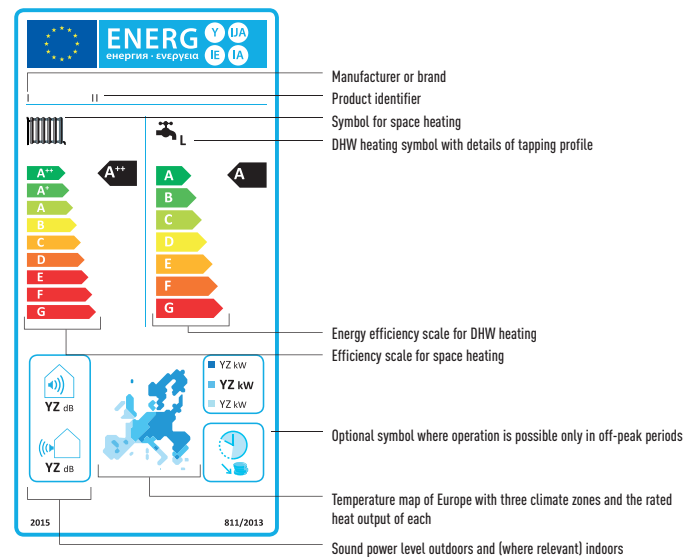 ENERG
енергия · ενεργεια
Y IJA
IE IA
Manufacturer or brand
I II
Product identifier
Symbol for space heating
L
DHW heating symbol with details of tapping profile
A++ A++
A+
A
B
C
D
E
F
G
A A
B
C
D
E
F
G
Energy efficiency scale for DHW heating
Efficiency scale for space heating
YZ dB
YZ dB
YZ kW
YZ kW
YZ kW
Optional symbol where operation is possible only in off-peak periods
Temperature map of Europe with three climate zones and the rated
heat output of each
2015 811/2013
Sound power level outdoors and (where relevant) indoors